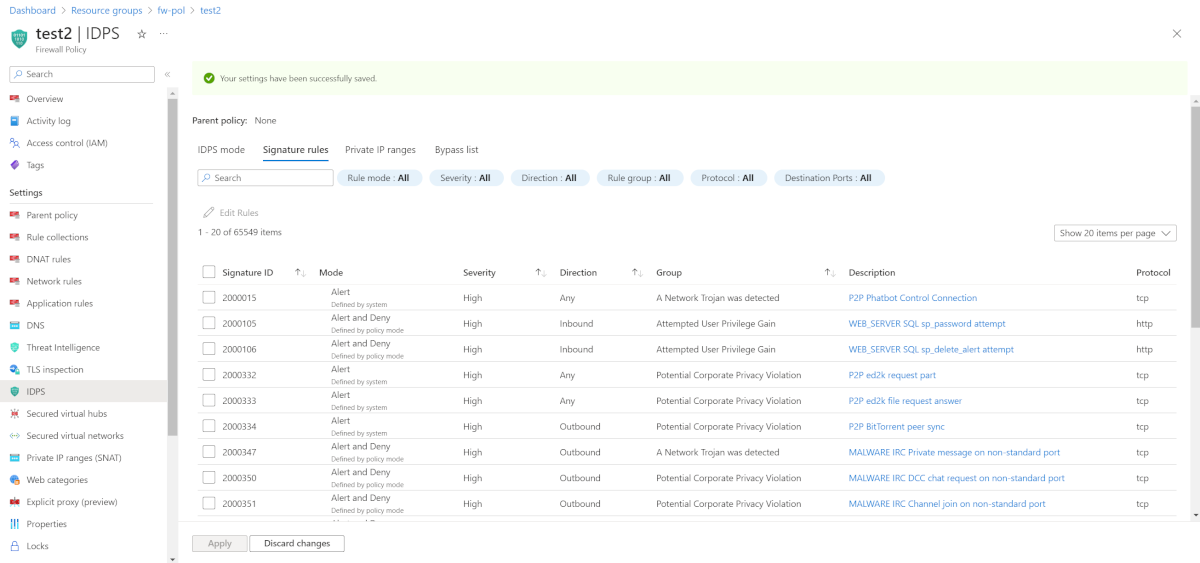 Dashboard > Resource groups > fw-pol > test2
test2 | IDPS ☆ ...
Firewall Policy
Search
Overview
Activity log
Access control (IAM)
Tags
Settings
Parent policy
Rule collections
DNAT rules
Network rules
Application rules
DNS
Threat Intelligence
TLS inspection
IDPS
Secured virtual hubs
Secured virtual networks
Private IP ranges (SNAT)
Web categories
Explicit proxy (preview)
Properties
Locks
Your settings have been successfully saved.
Parent policy: None
IDPS mode Signature rules Private IP ranges Bypass list
Search Rule mode : All Severity : All Direction : All Rule group : All Protocol : All Destination Ports : All
Edit Rules
1 - 20 of 65549 items Show 20 items per page
Signature ID ↑↓ Mode Severity ↑↓ Direction ↑↓ Group ↑↓ Description Protocol
2000015 Alert Defined by system High Any A Network Trojan was detected P2P Phatbot Control Connection tcp
2000105 Alert and Deny Defined by policy mode High Inbound Attempted User Privilege Gain WEB_SERVER SQL sp_password attempt http
2000106 Alert and Deny Defined by policy mode High Inbound Attempted User Privilege Gain WEB_SERVER SQL sp_delete_alert attempt http
2000332 Alert Defined by system High Any Potential Corporate Privacy Violation P2P ed2k request part tcp
2000333 Alert Defined by system High Any Potential Corporate Privacy Violation P2P ed2k file request answer tcp
2000334 Alert Defined by system High Outbound Potential Corporate Privacy Violation P2P BitTorrent peer sync tcp
2000347 Alert and Deny Defined by policy mode High Outbound A Network Trojan was detected MALWARE IRC Private message on non-standard port tcp
2000350 Alert and Deny Defined by policy mode High Outbound Potential Corporate Privacy Violation MALWARE IRC DCC chat request on non-standard port tcp
2000351 Alert and Deny Defined by policy mode High Outbound Potential Corporate Privacy Violation MALWARE IRC Channel join on non-standard port tcp
Apply Discard changes